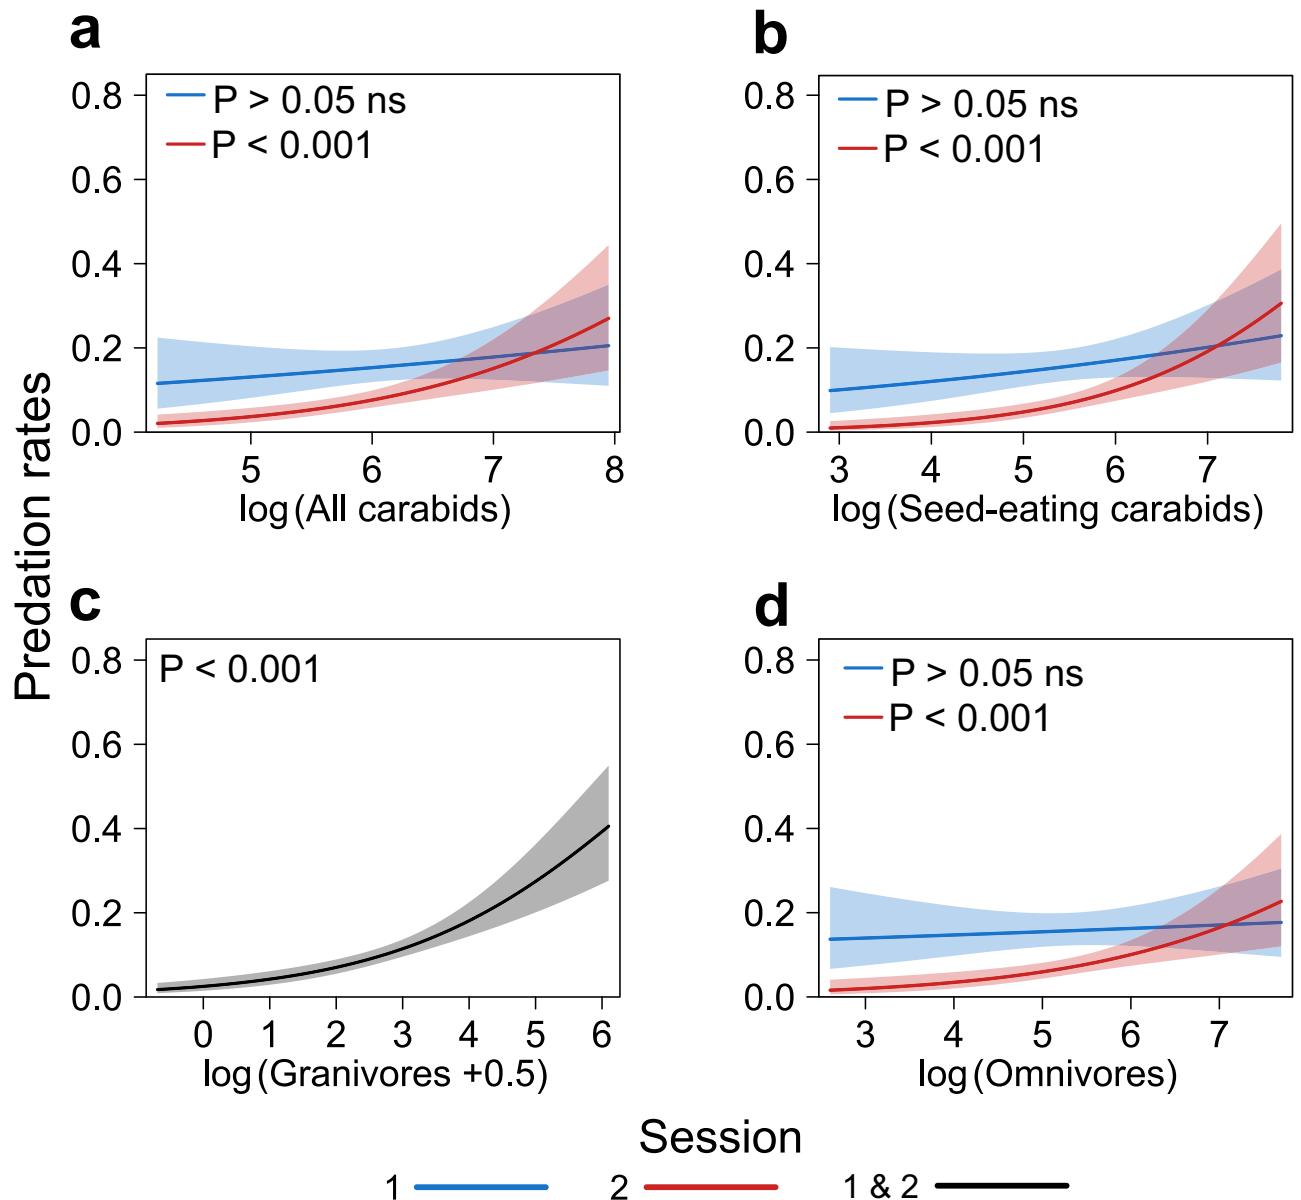 a
P > 0.05 ns
P < 0.001
0.8
0.6
0.4
0.2
0.0
5 6 7 8
log(All carabids)
b
P > 0.05 ns
P < 0.001
0.8
0.6
0.4
0.2
0.0
3 4 5 6 7
log(Seed-eating carabids)
Predation rates
c
P < 0.001
0.8
0.6
0.4
0.2
0.0
0 1 2 3 4 5 6
log(Granivores +0.5)
d
P > 0.05 ns
P < 0.001
0.8
0.6
0.4
0.2
0.0
3 4 5 6 7
log(Omnivores)
Session
1 2 1 & 2